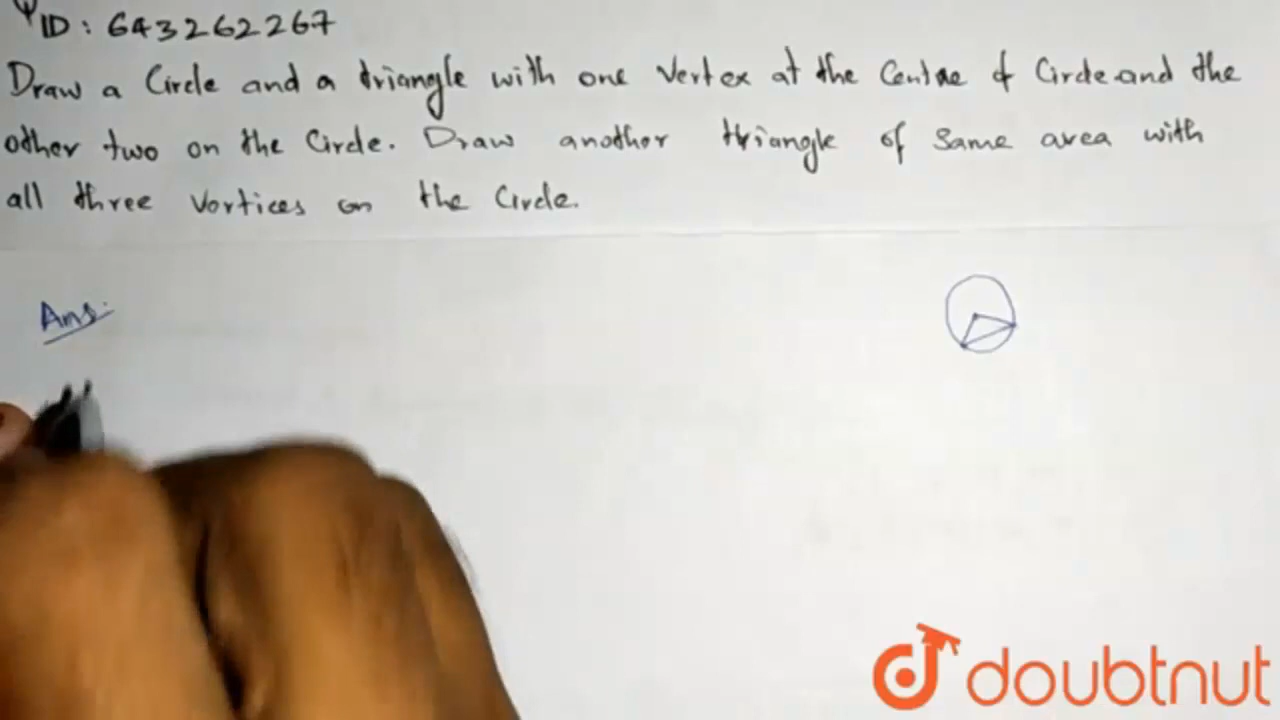 ID: 643262267
Draw a Circle and a triangle with one Vertex at the Centre of Circle and the
other two on the Circle. Draw another triangle of same area with
all three Vortices on the Circle.
Ans.
doubtnut